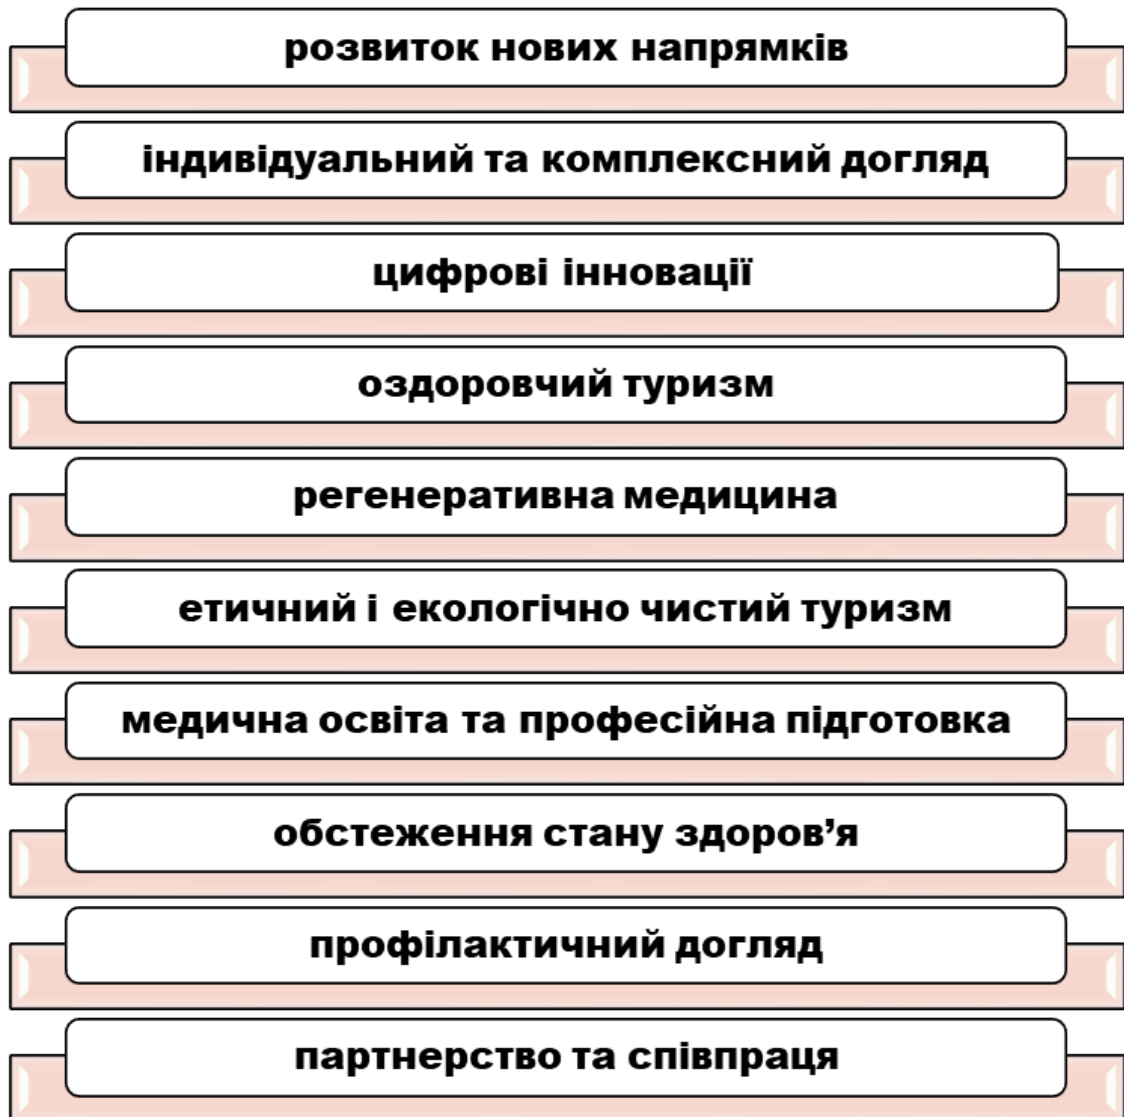 розвиток нових напрямків
індивідуальний та комплексний догляд
цифрові інновації
оздоровчий туризм
регенеративна медицина
етичний і екологічно чистий туризм
медична освіта та професійна підготовка
обстеження стану здоров’я
профілактичний догляд
партнерство та співпраця